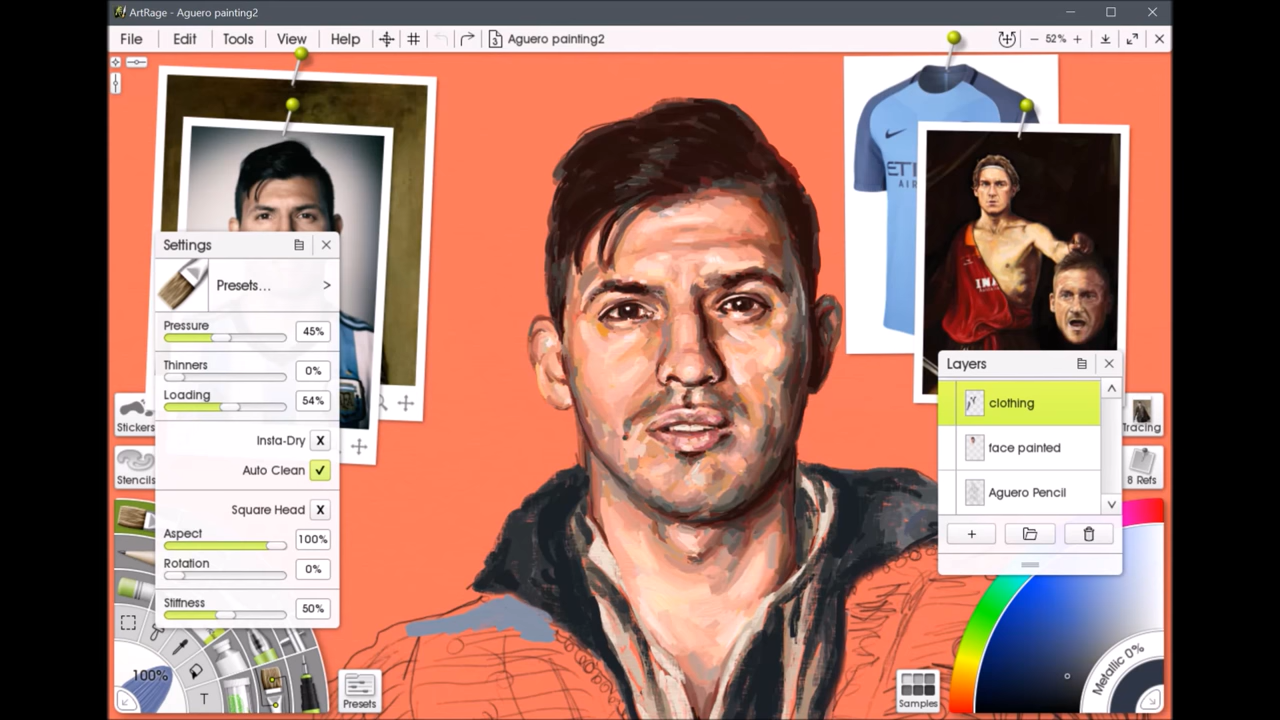 ArtRage - Aguero painting2
File Edit Tools View Help Aguero painting2 52%
ETI
AIR
Settings
Presets... >
Pressure 45%
Thinners 0%
Loading 54%
Insta-Dry X
Auto Clean
Square Head X
Aspect 100%
Rotation 0%
Stiffness 50%
Layers
clothing
face painted
Aguero Pencil
Stickers
Stencils
Tracing
8 Refs
100%
T
Presets
Samples
Metallic 0%